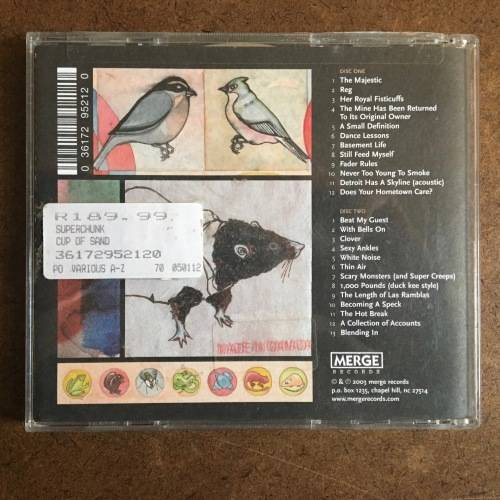 0 36172 95212 0
R189.99
SUPERCHUNK
CUP OF SAND
36172952120
PO VARIOUS A-Z 70 050112
DISC ONE
1 The Majestic
2 Reg
3 Her Royal Fisticuffs
4 The Mine Has Been Returned
To Its Original Owner
5 A Small Definition
6 Dance Lessons
7 Basement Life
8 Still Feed Myself
9 Fader Rules
10 Never Too Young To Smoke
11 Detroit Has A Skyline (acoustic)
12 Does Your Hometown Care?
DISC TWO
1 Beat My Guest
2 With Bells On
3 Clover
4 Sexy Ankles
5 White Noise
6 Thin Air
7 Scary Monsters (and Super Creeps)
8 1,000 Pounds (duck kee style)
9 The Length of Las Ramblas
10 Becoming A Speck
11 The Hot Break
12 A Collection of Accounts
13 Blending In
MERGE
RECORDS
© & ℗ 2003 merge records
p.o. box 1235, chapel hill, nc 27514
www.mergerecords.com